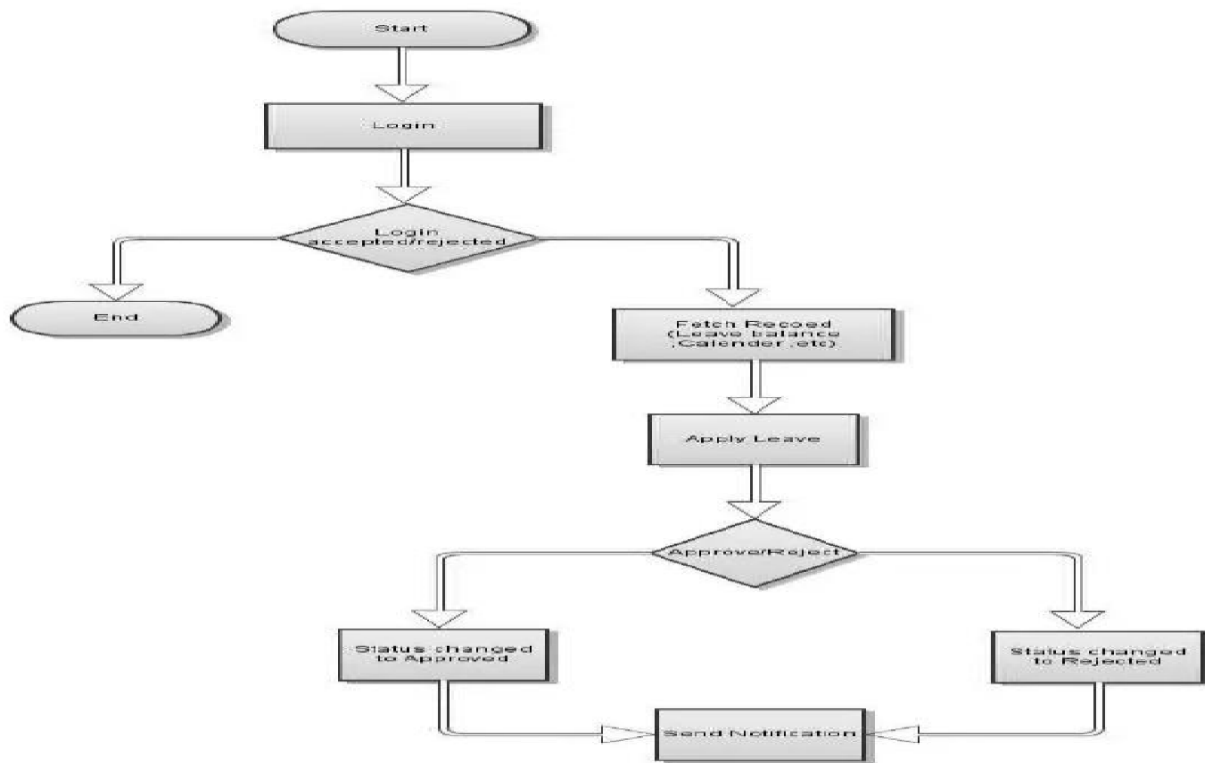 Start
Login
Login
accepted/rejected
End
Fetch Recoed
(Leave balance
,Calender ,etc)
Apply Leave
Approve/Reject
Status changed
to Approved
Status changed
to Rejected
Send Notification